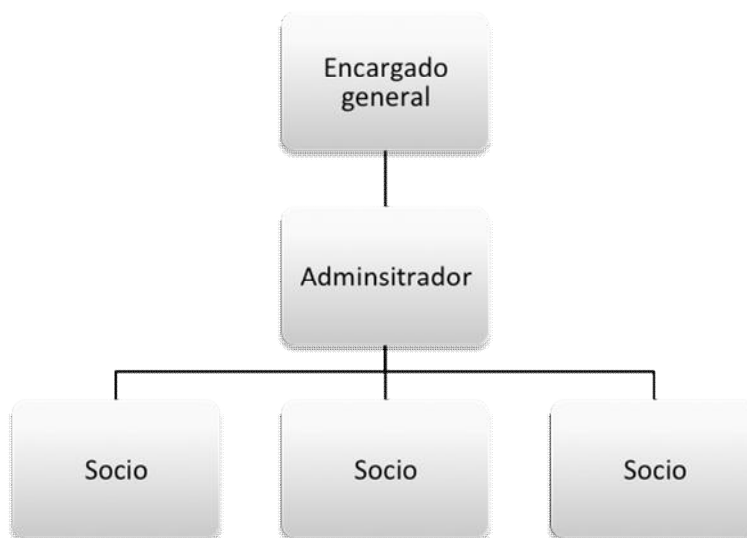 Encargado
general
Adminsitrador
Socio
Socio
Socio